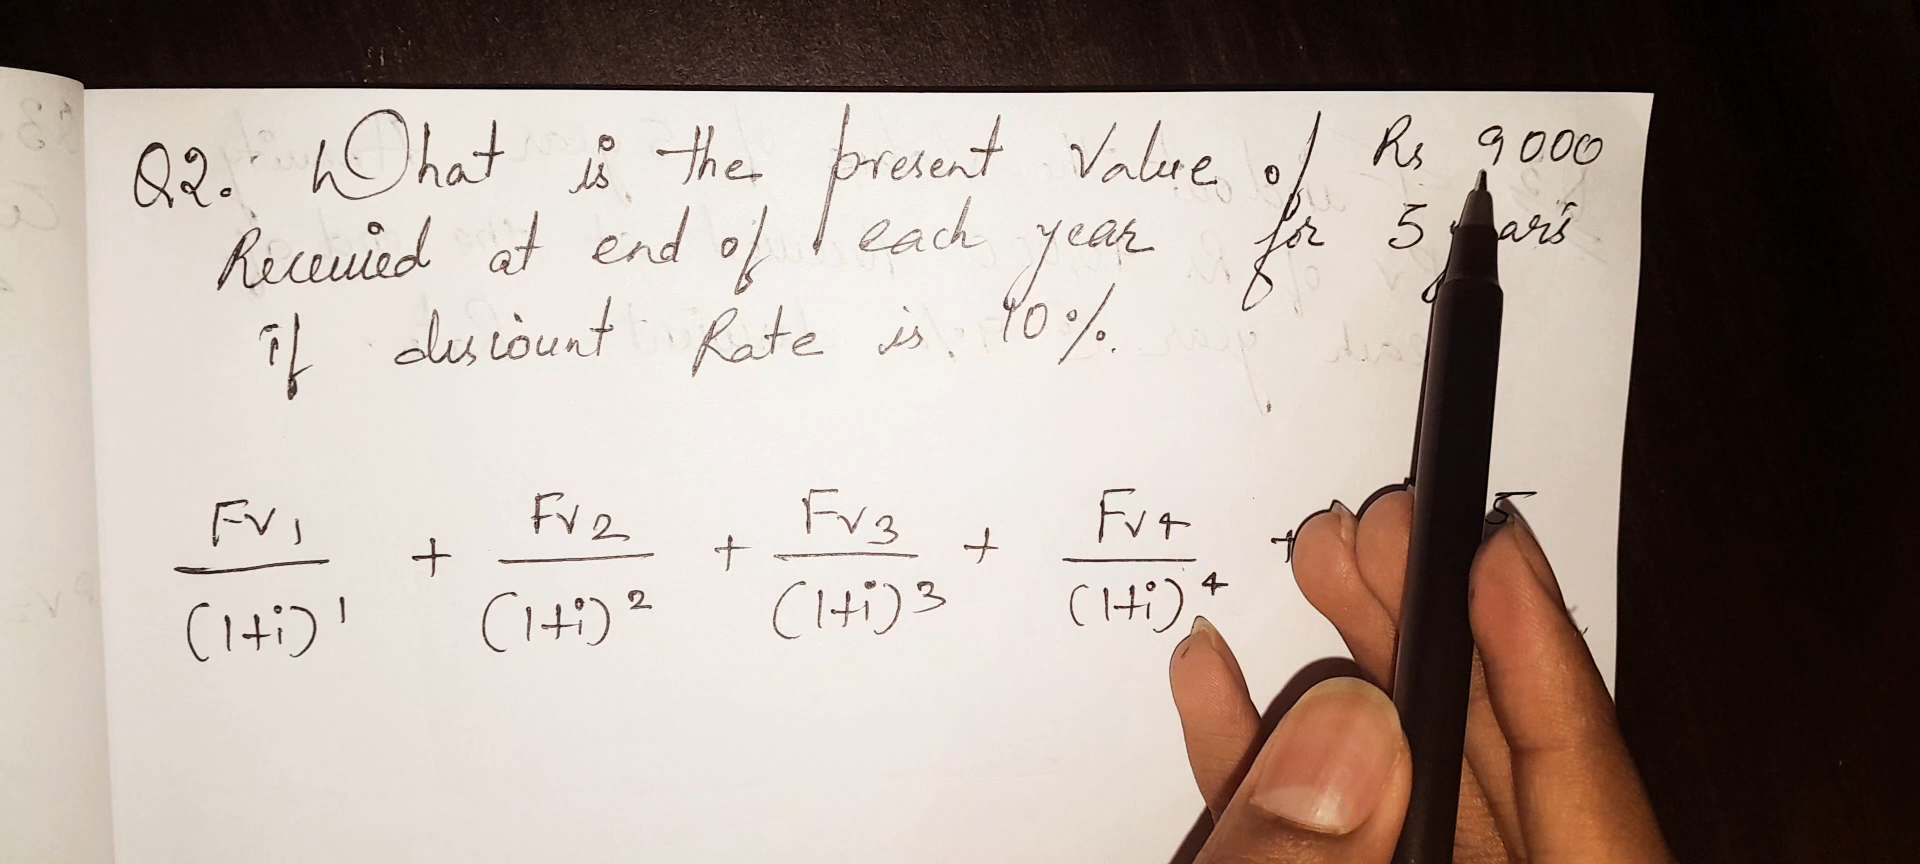 Q2. What is the present Value of Rs 9000
Received at end of each year for 5
if discount Rate is 10%.
FV1 + FV2 + FV3 + FV4 + 5
(1+i)1 (1+i)2 (1+i)3 (1+i)4